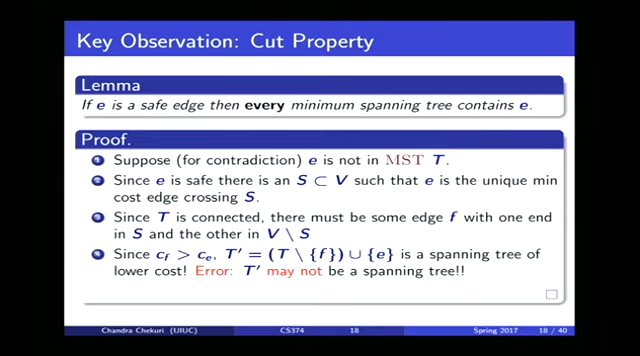 Key Observation: Cut Property
Lemma
If e is a safe edge then every minimum spanning tree contains e.
Proof.
1 Suppose (for contradiction) e is not in MST T.
2 Since e is safe there is an S ⊂ V such that e is the unique min
cost edge crossing S.
3 Since T is connected, there must be some edge f with one end
in S and the other in V \ S
4 Since c_f > c_e, T' = (T \ {f}) ∪ {e} is a spanning tree of
lower cost! Error: T' may not be a spanning tree!!
Chandra Chekuri (UIUC) CS374 18 Spring 2017 18 / 40